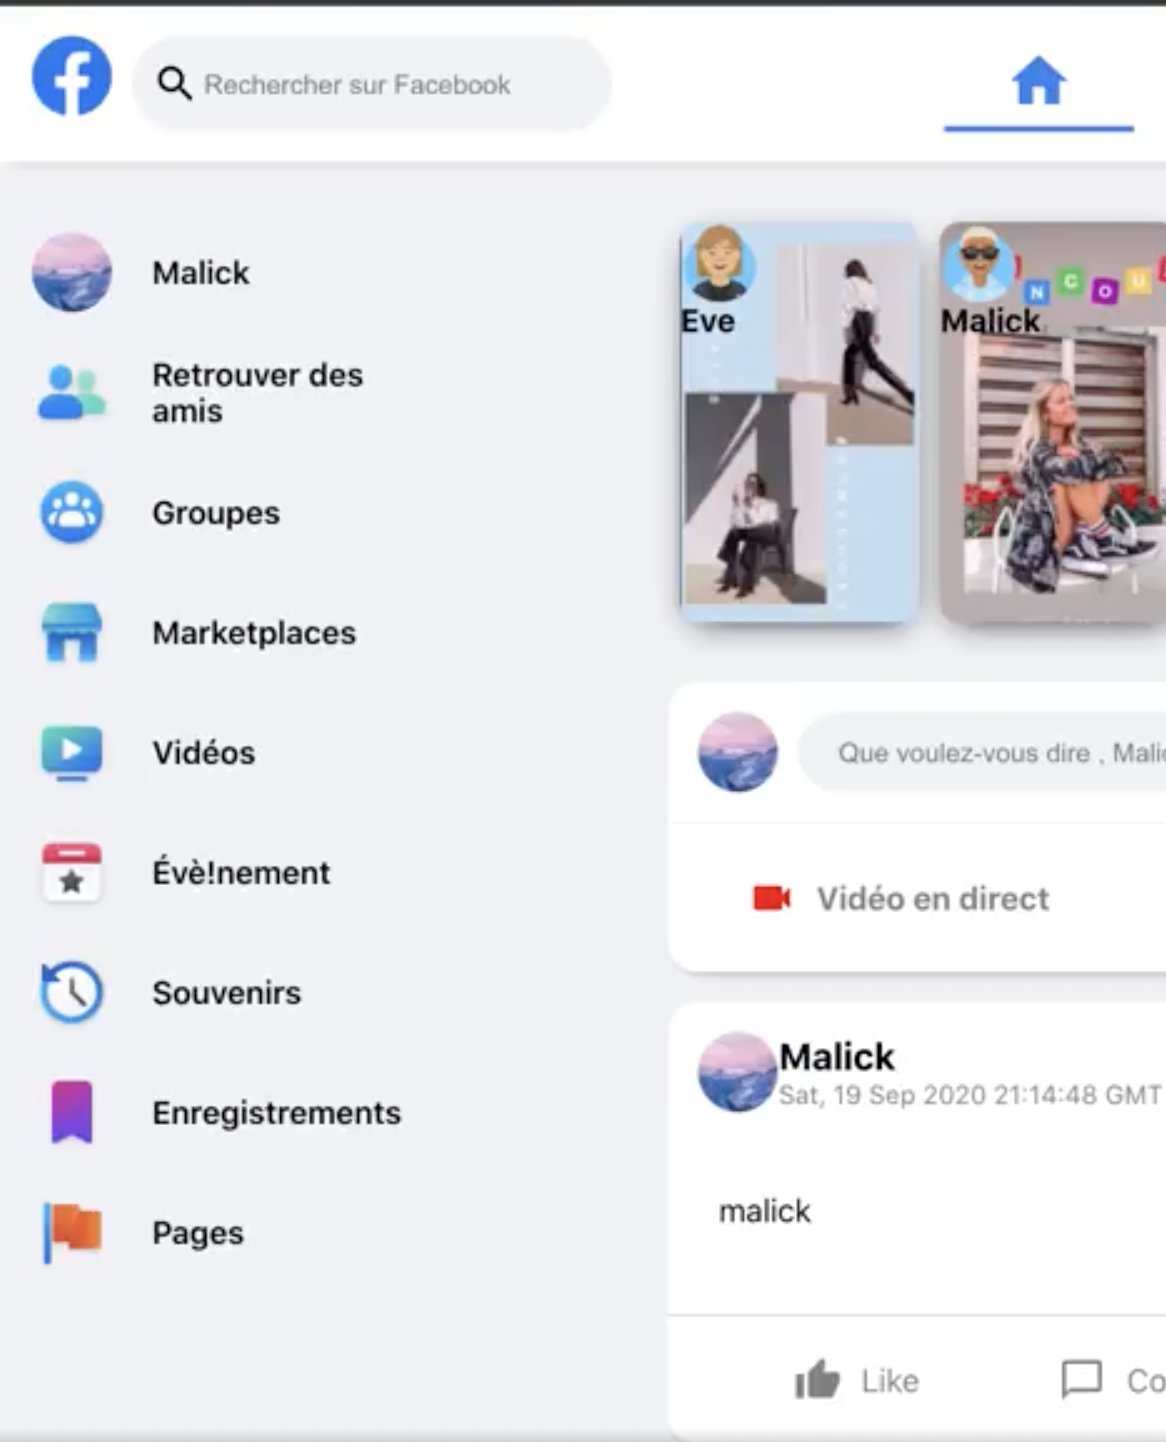 Rechercher sur Facebook
Malick
Retrouver des
amis
Groupes
Marketplaces
Vidéos
Évè!nement
Souvenirs
Enregistrements
Pages
Eve
Malick
N C O U
Que voulez-vous dire , Malic
Vidéo en direct
Malick
Sat, 19 Sep 2020 21:14:48 GMT
malick
Like
Co